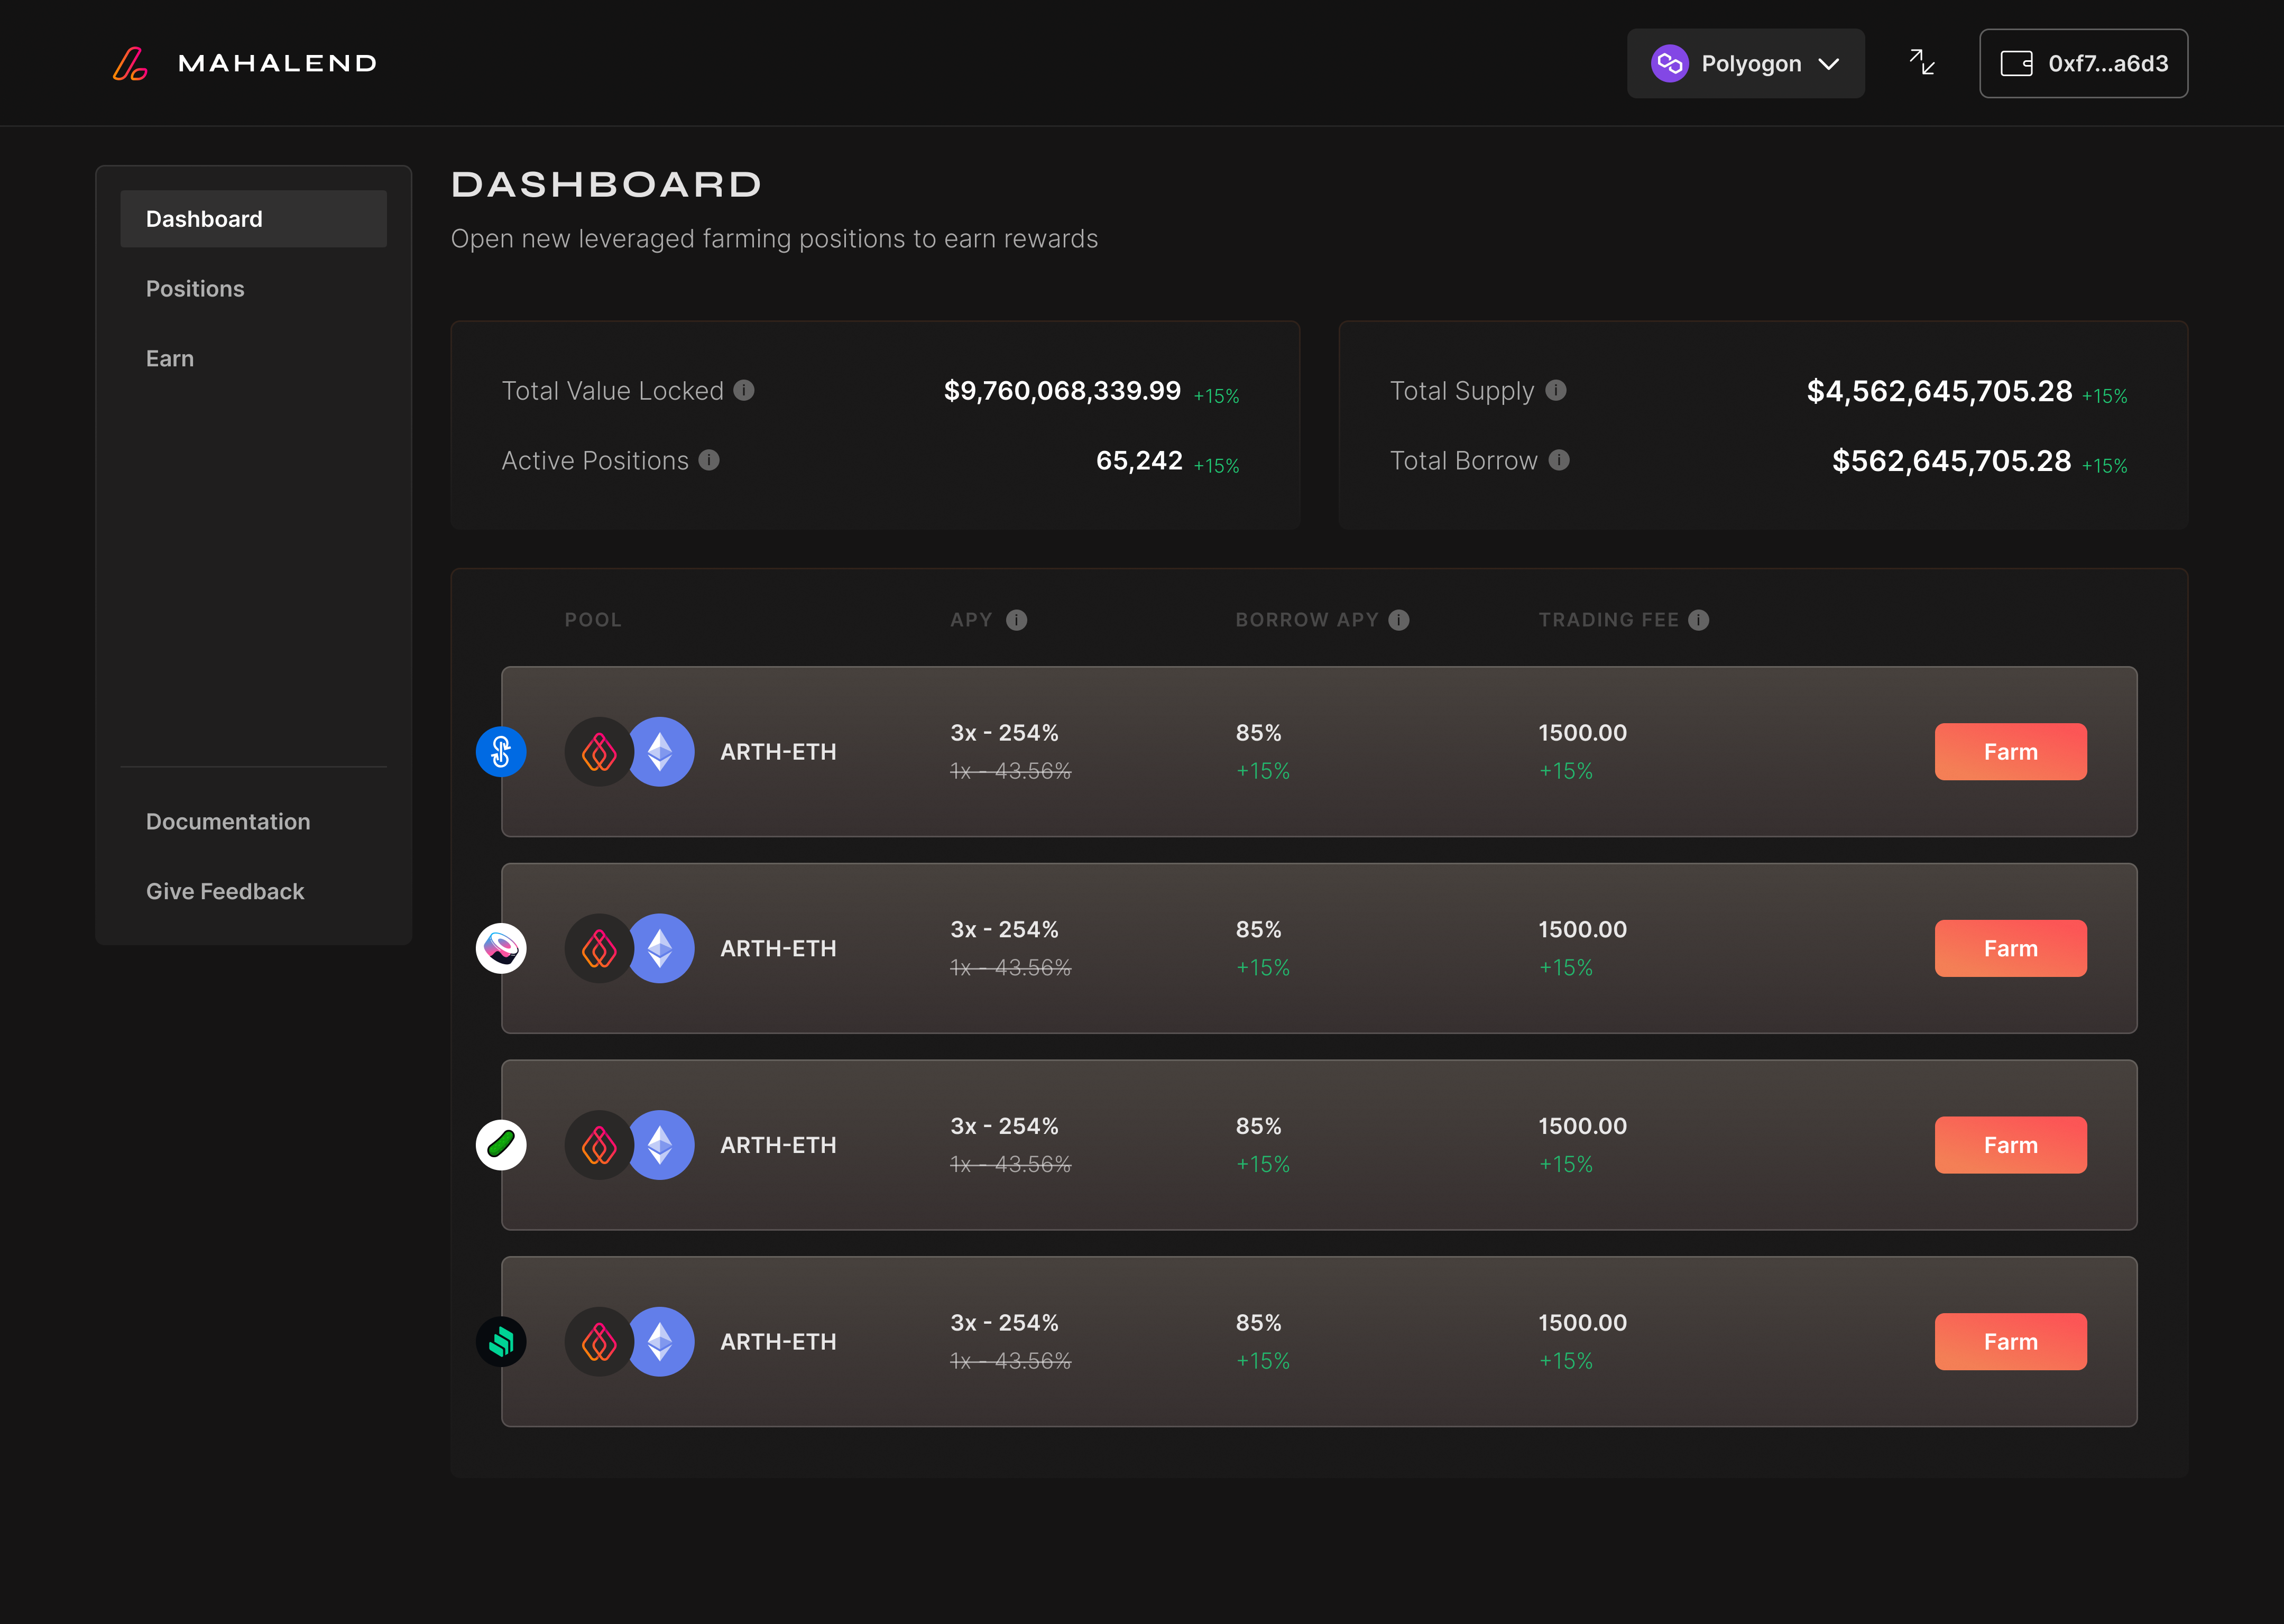 MAHALEND
Polyogon
0xf7...a6d3
Dashboard
Positions
Earn
Documentation
Give Feedback
DASHBOARD
Open new leveraged farming positions to earn rewards
Total Value Locked $9,760,068,339.99 +15%
Active Positions 65,242 +15%
Total Supply $4,562,645,705.28 +15%
Total Borrow $562,645,705.28 +15%
POOL APY BORROW APY TRADING FEE
ARTH-ETH 3x - 254% 85% 1500.00 Farm
1x - 43.56% +15% +15%
ARTH-ETH 3x - 254% 85% 1500.00 Farm
1x - 43.56% +15% +15%
ARTH-ETH 3x - 254% 85% 1500.00 Farm
1x - 43.56% +15% +15%
ARTH-ETH 3x - 254% 85% 1500.00 Farm
1x - 43.56% +15% +15%